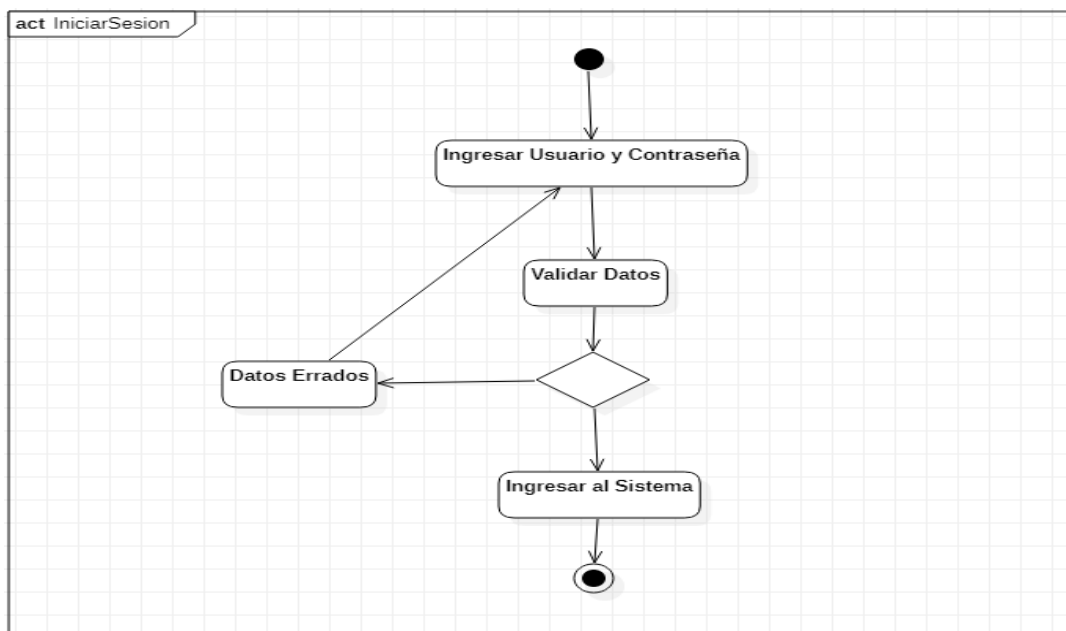 act IniciarSesion
Ingresar Usuario y Contraseña
Validar Datos
Datos Errados
Ingresar al Sistema